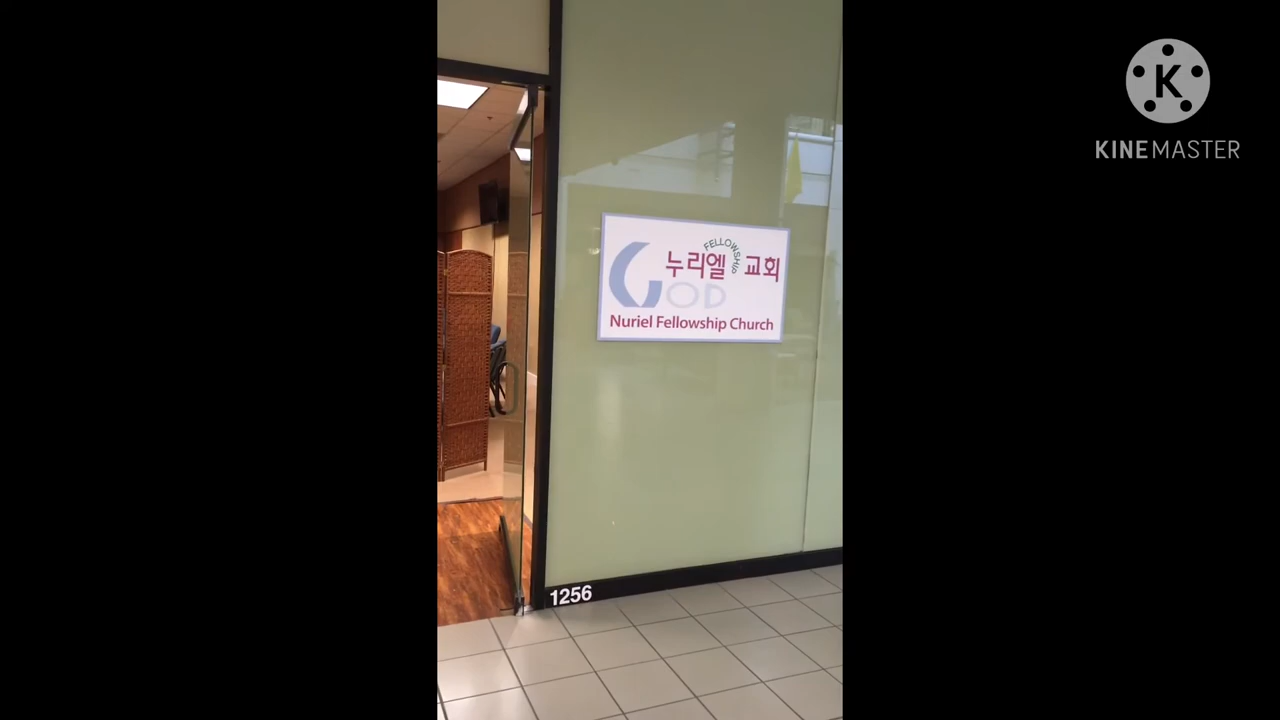 FELLOWSHIP
누리엘 교회
GOD
Nuriel Fellowship Church
1256
K
KINEMASTER